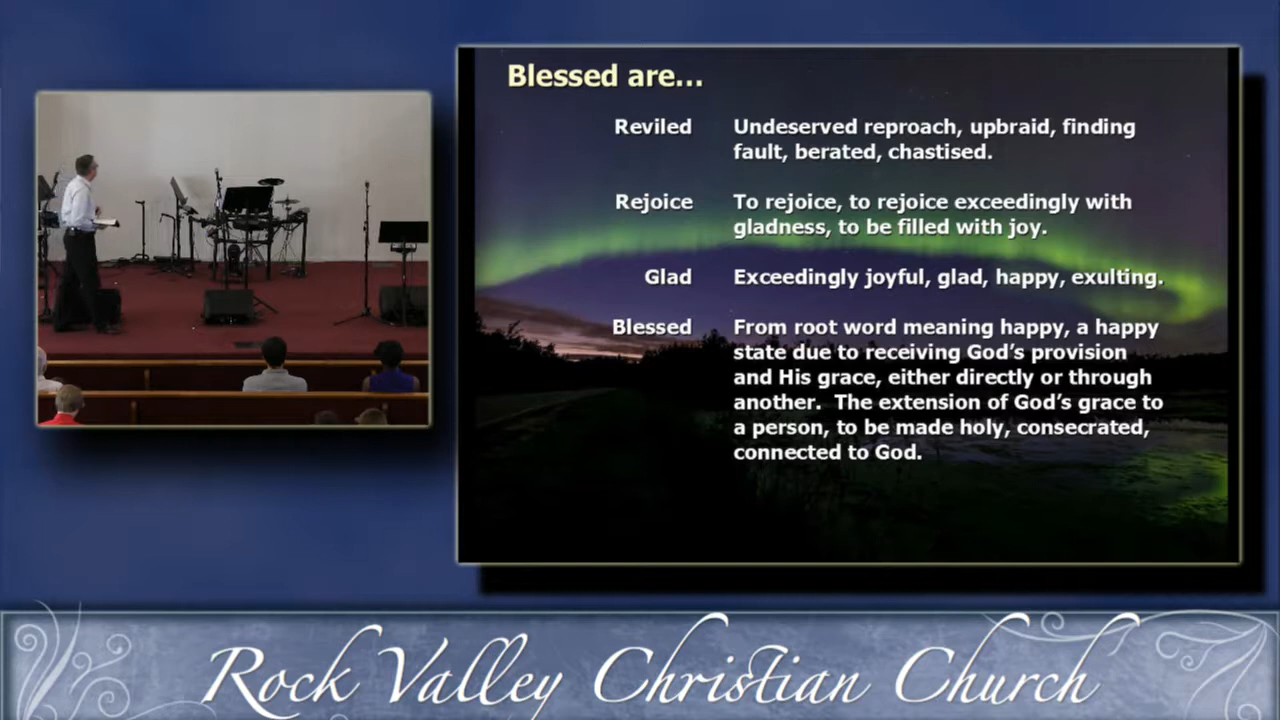 Blessed are...
Reviled Undeserved reproach, upbraid, finding
fault, berated, chastised.
Rejoice To rejoice, to rejoice exceedingly with
gladness, to be filled with joy.
Glad Exceedingly joyful, glad, happy, exulting.
Blessed From root word meaning happy, a happy
state due to receiving God's provision
and His grace, either directly or through
another. The extension of God's grace to
a person, to be made holy, consecrated,
connected to God.
Rock Valley Christian Church